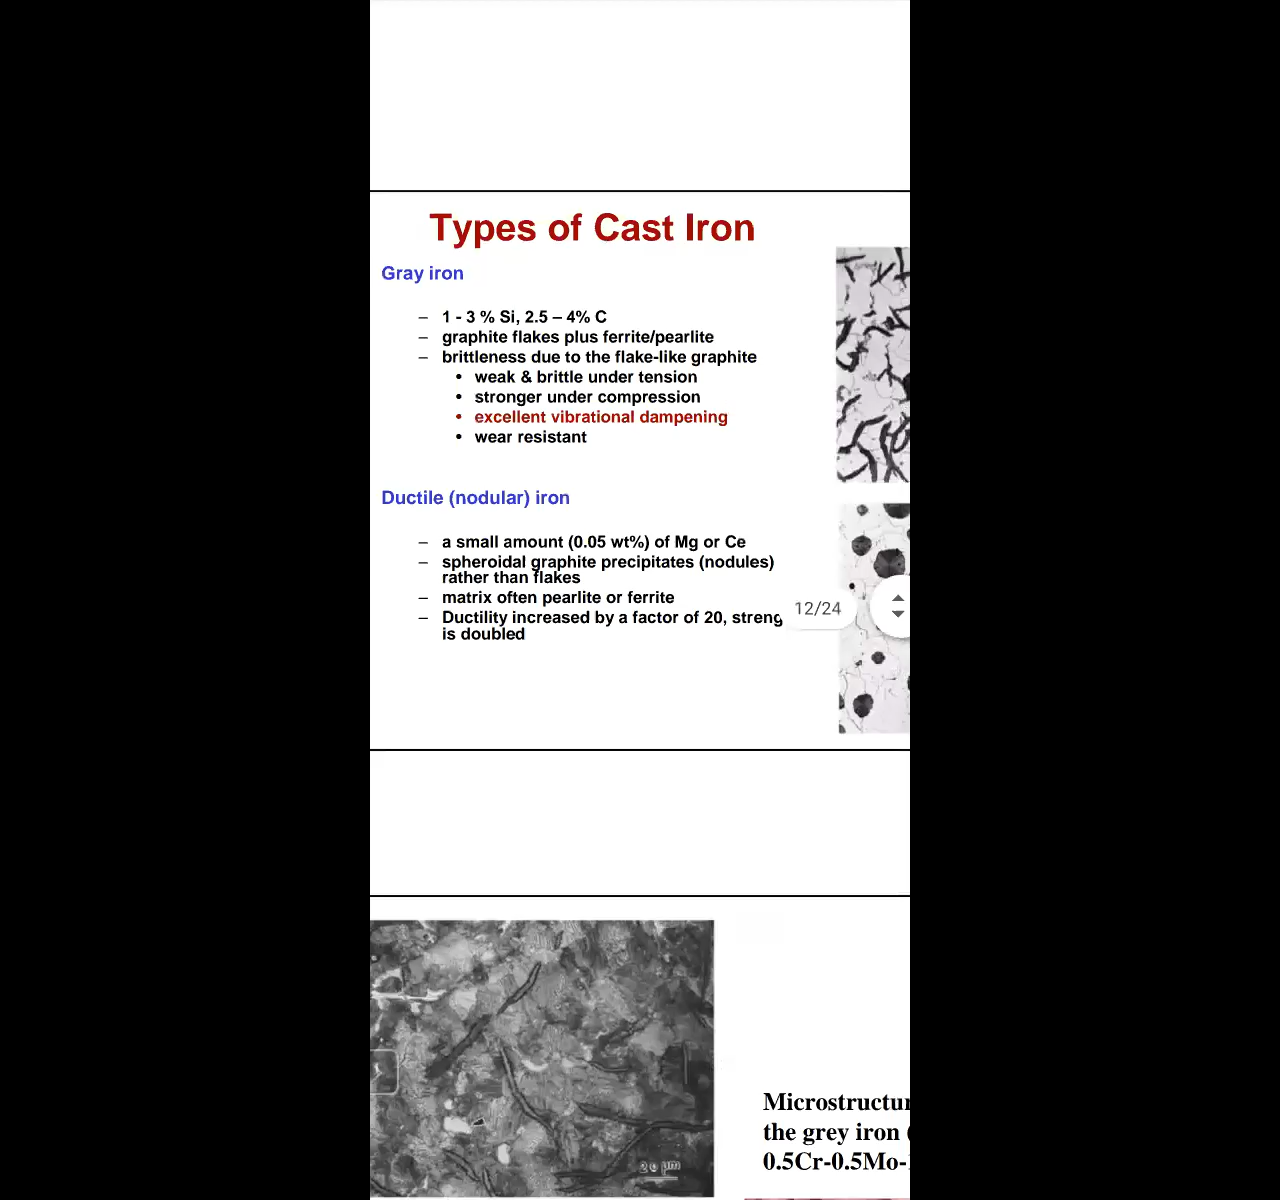 Types of Cast Iron
Gray iron
– 1 - 3 % Si, 2.5 – 4% C
– graphite flakes plus ferrite/pearlite
– brittleness due to the flake-like graphite
• weak & brittle under tension
• stronger under compression
• excellent vibrational dampening
• wear resistant
Ductile (nodular) iron
– a small amount (0.05 wt%) of Mg or Ce
– spheroidal graphite precipitates (nodules)
rather than flakes
– matrix often pearlite or ferrite
– Ductility increased by a factor of 20,
is doubled
12/24
20 µm
the grey iron
0.5Cr-0.5Mo-